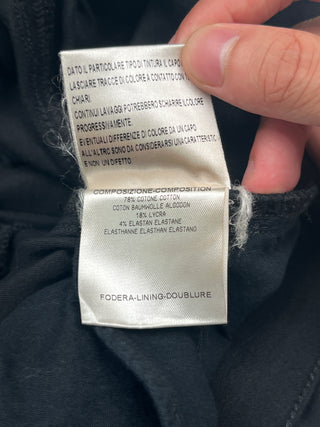 DATO IL PARTICOLARE TIPO DI TINTURA IL CAPO
LASCIARE TRACCE DI COLORE A CONTATTO CON T
CHIARI.
CONTINUI LAVAGGI POTREBBERO SCHIARIRE IL COLORE
PROGRESSIVAMENTE
EVENTUALI DIFFERENZE DI COLORE DA UN CAPO
ALL'ALTRO SONO DA CONSIDERARSI UNA CARATTERISTIC
E NON UN DIFETTO
COMPOSIZIONE-COMPOSITION
78% COTONE COTTON
COTON BAUMWOLLE ALGODON
18% LYCRA
4% ELASTAN ELASTANE
ELASTHANNE ELASTHAN ELASTANO
FODERA-LINING-DOUBLURE